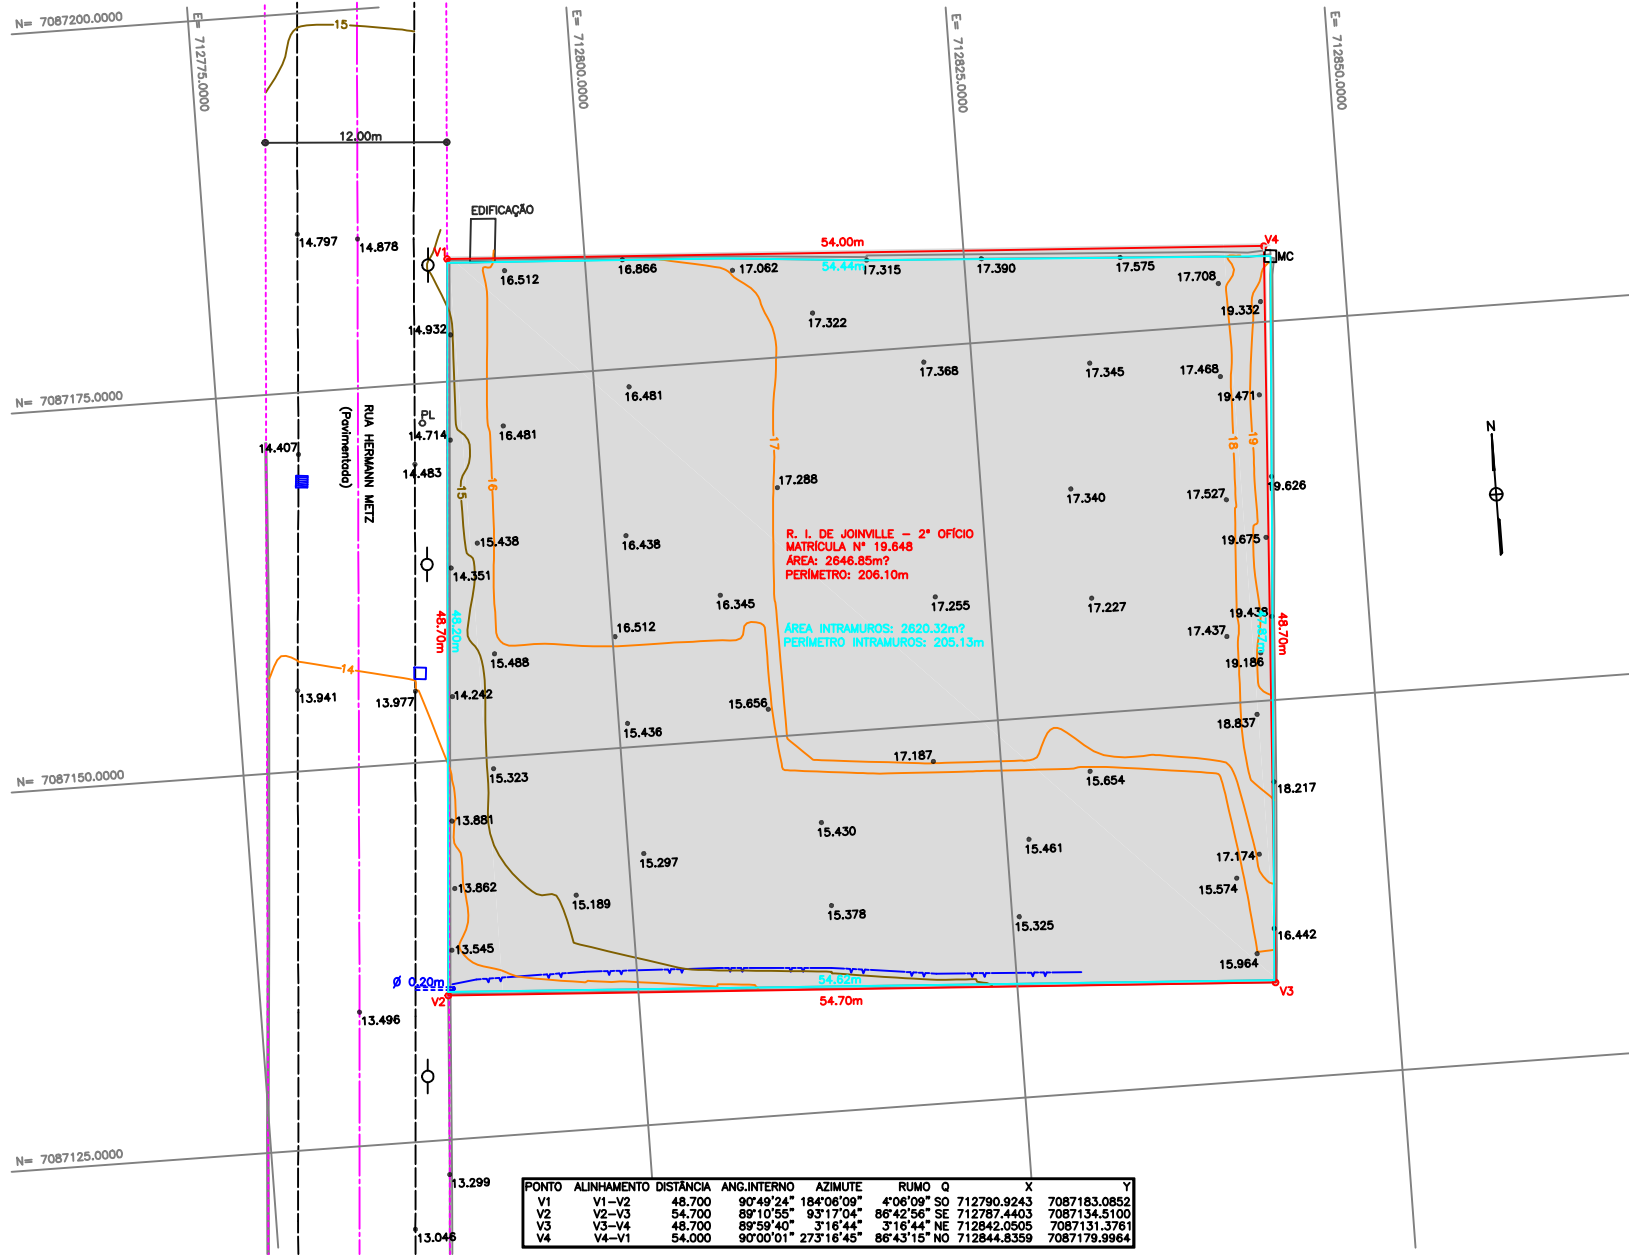 N= 7087200.0000
E= 712775.0000
E= 712800.0000
E= 712825.0000
E= 712850.0000
15
12.00m
EDIFICAÇÃO
14.797
14.878
V1
54.00m
V4
MC
16.512
16.866
17.062
54.44m
17.315
17.390
17.575
17.708
19.332
14.932
17.322
17.368
17.345
17.468
19.471
16.481
N= 7087175.0000
PL
14.714
16.481
14.407
14.483
RUA HERMANN METZ
(Pavimentada)
17
18
19
N
15
16
17.288
17.340
17.527
19.626
15.438
16.438
R. I. DE JOINVILLE – 2° OFÍCIO
MATRÍCULA N° 19.648
ÁREA: 2646.85m?
PERÍMETRO: 206.10m
19.675
14.351
16.345
17.255
17.227
19.438
48.70m
48.20m
16.512
ÁREA INTRAMUROS: 2620.32m?
PERÍMETRO INTRAMUROS: 205.13m
17.437
47.87m
48.70m
15.488
19.186
14
13.941
13.977
14.242
15.656
15.436
18.837
17.187
N= 7087150.0000
15.323
15.654
18.217
13.881
15.430
15.461
15.297
17.174
13.862
15.574
15.189
15.378
15.325
16.442
13.545
15.964
Ø 0.20m
54.62m
V2
54.70m
V3
13.496
N= 7087125.0000
13.299
13.046
PONTO ALINHAMENTO DISTÂNCIA ANG.INTERNO AZIMUTE RUMO Q X Y
V1 V1–V2 48.700 90°49'24" 184°06'09" 4°06'09" SO 712790.9243 7087183.0852
V2 V2–V3 54.700 89°10'55" 93°17'04" 86°42'56" SE 712787.4403 7087134.5100
V3 V3–V4 48.700 89°59'40" 3°16'44" 3°16'44" NE 712842.0505 7087131.3761
V4 V4–V1 54.000 90°00'01" 273°16'45" 86°43'15" NO 712844.8359 7087179.9964